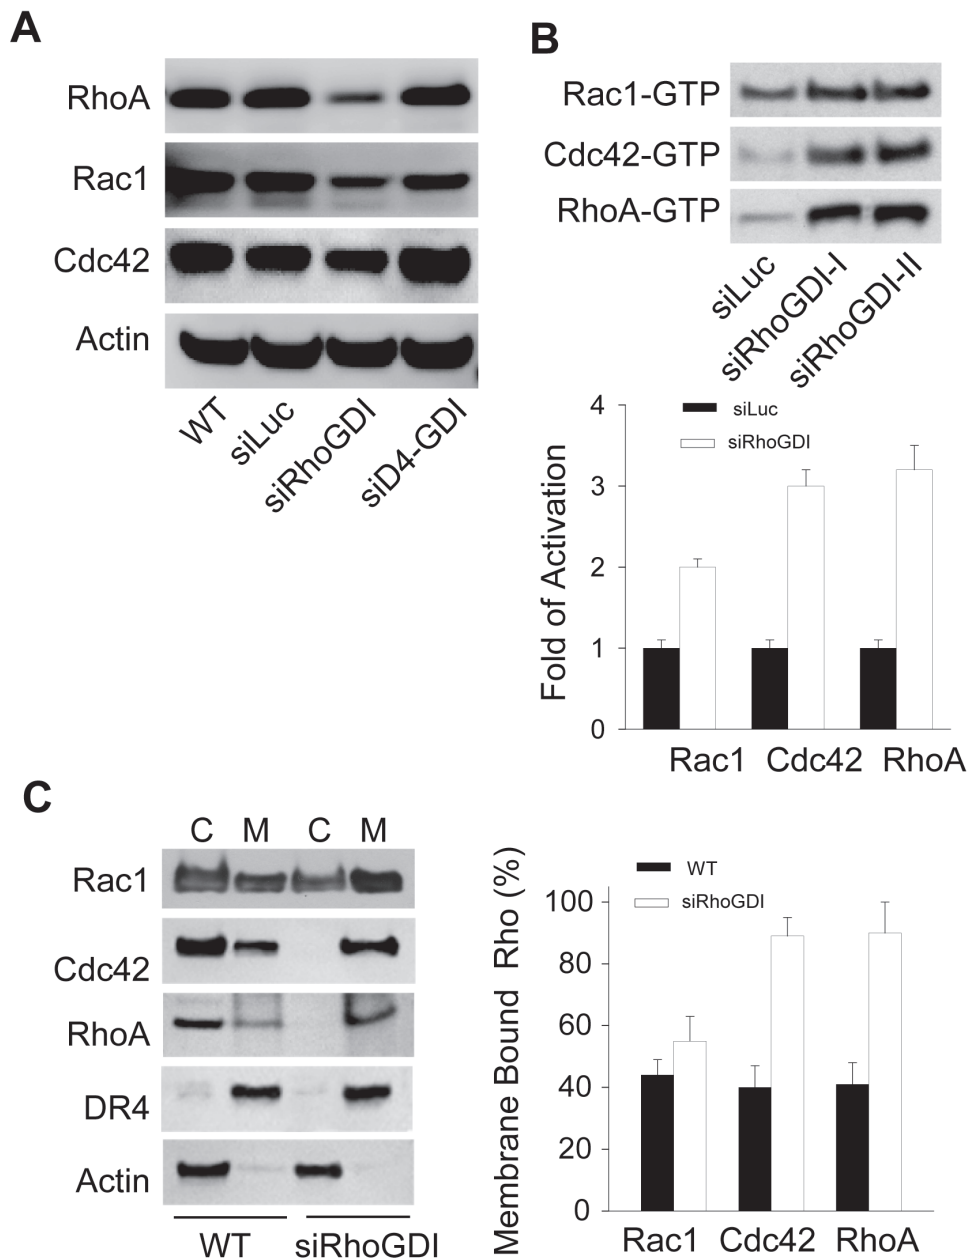 A
RhoA
Rac1
Cdc42
Actin
WT
siLuc
siRhoGDI
siD4-GDI
B
Rac1-GTP
Cdc42-GTP
RhoA-GTP
siLuc
siRhoGDI-I
siRhoGDI-II
siLuc
siRhoGDI
Fold of Activation
4
3
2
1
0
Rac1 Cdc42 RhoA
C
C M C M
Rac1
Cdc42
RhoA
DR4
Actin
WT siRhoGDI
WT
siRhoGDI
Membrane Bound Rho (%)
100
80
60
40
20
0
Rac1 Cdc42 RhoA